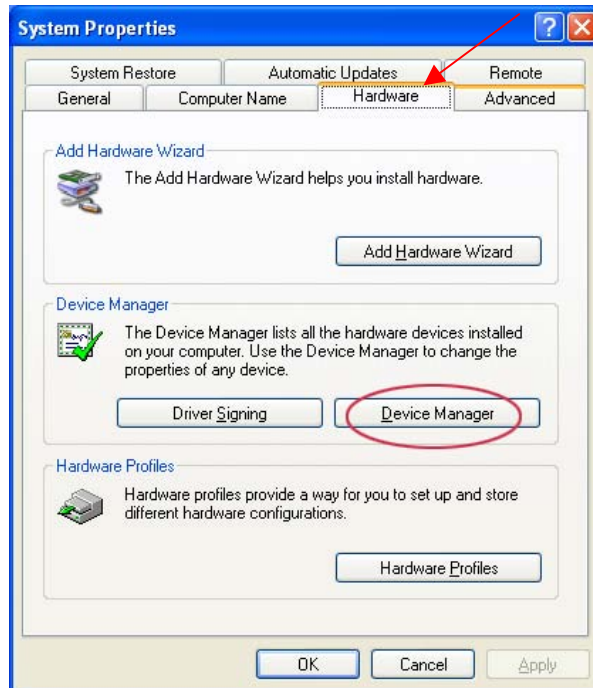 System Properties
?
X
System Restore
Automatic Updates
Remote
General
Computer Name
Hardware
Advanced
Add Hardware Wizard
The Add Hardware Wizard helps you install hardware.
Add Hardware Wizard
Device Manager
The Device Manager lists all the hardware devices installed
on your computer. Use the Device Manager to change the
properties of any device.
Driver Signing
Device Manager
Hardware Profiles
Hardware profiles provide a way for you to set up and store
different hardware configurations.
Hardware Profiles
OK
Cancel
Apply